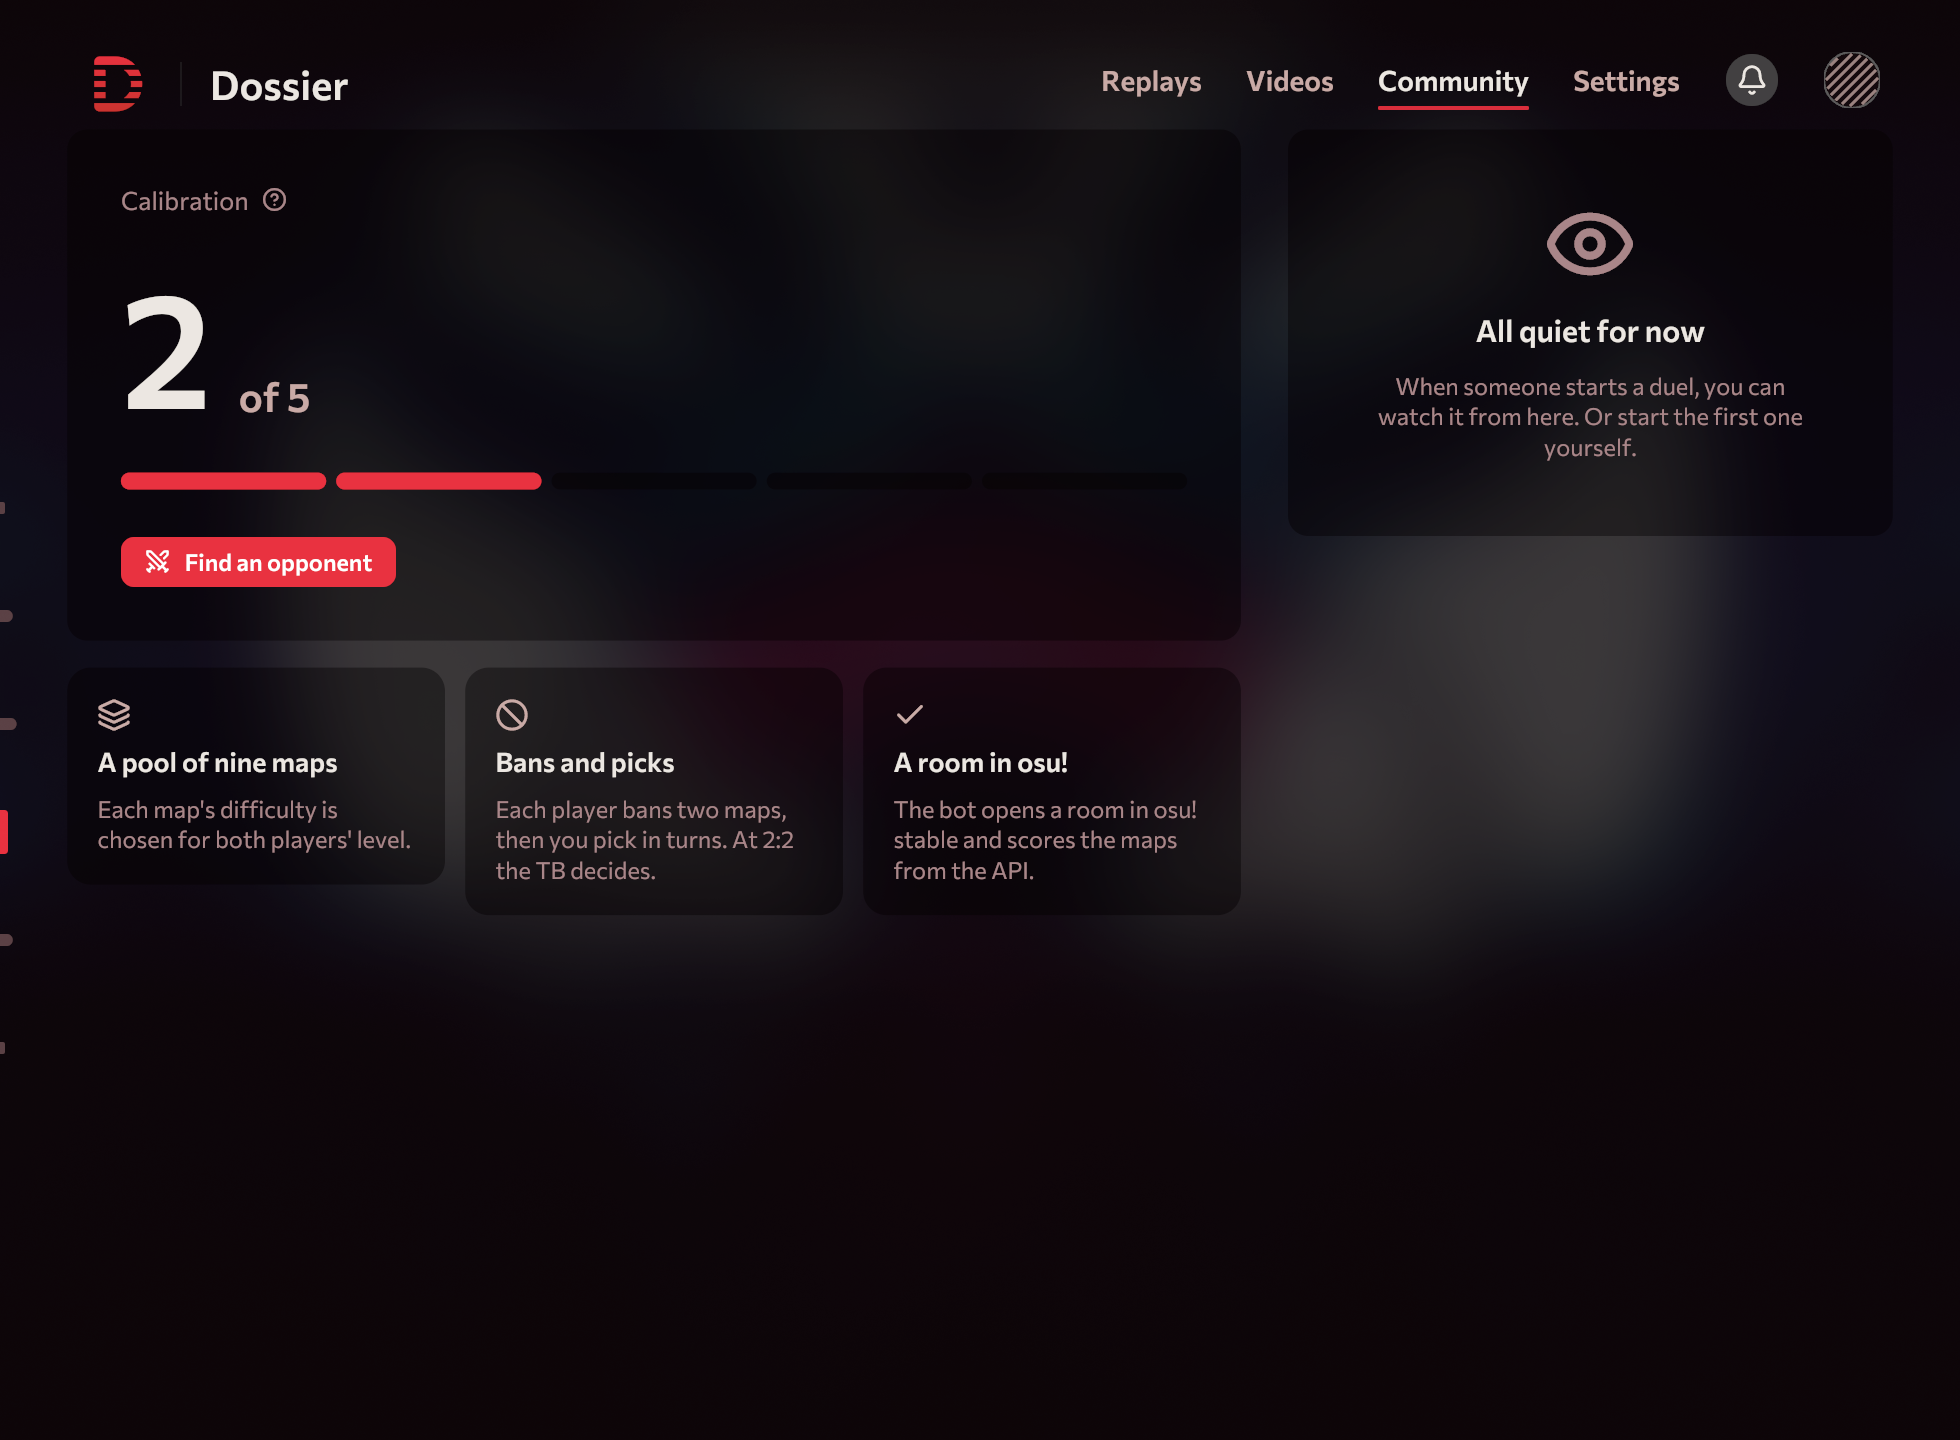 Dossier
Replays
Videos
Community
Settings
Calibration
2 of 5
Find an opponent
All quiet for now
When someone starts a duel, you can
watch it from here. Or start the first one
yourself.
A pool of nine maps
Each map's difficulty is
chosen for both players' level.
Bans and picks
Each player bans two maps,
then you pick in turns. At 2:2
the TB decides.
A room in osu!
The bot opens a room in osu!
stable and scores the maps
from the API.